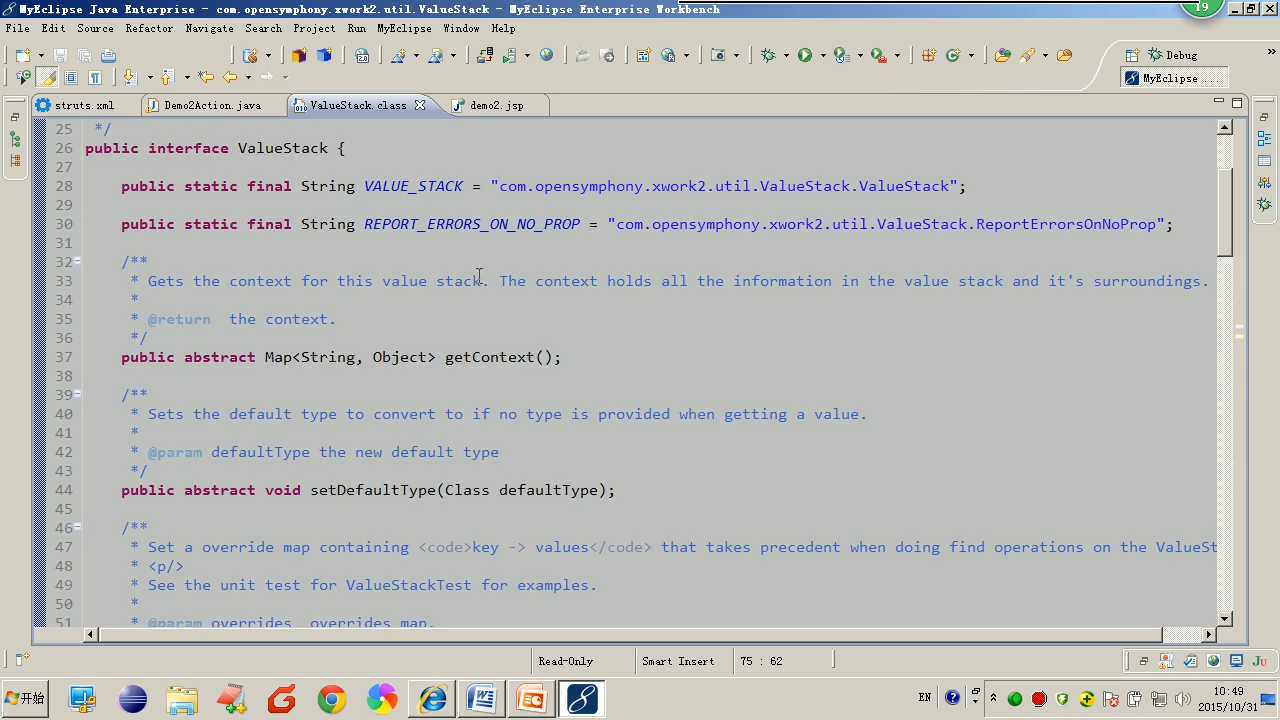 MyEclipse Java Enterprise - com.opensymphony.xwork2.util.ValueStack - MyEclipse Enterprise Workbench
19
File Edit Source Refactor Navigate Search Project Run MyEclipse Window Help
Debug
MyEclipse ...
struts.xml Demo2Action.java ValueStack.class demo2.jsp
25 */
26 public interface ValueStack {
27
28 public static final String VALUE_STACK = "com.opensymphony.xwork2.util.ValueStack.ValueStack";
29
30 public static final String REPORT_ERRORS_ON_NO_PROP = "com.opensymphony.xwork2.util.ValueStack.ReportErrorsOnNoProp";
31
32 /**
33 * Gets the context for this value stack. The context holds all the information in the value stack and it's surroundings.
34 *
35 * @return the context.
36 */
37 public abstract Map<String, Object> getContext();
38
39 /**
40 * Sets the default type to convert to if no type is provided when getting a value.
41 *
42 * @param defaultType the new default type
43 */
44 public abstract void setDefaultType(Class defaultType);
45
46 /**
47 * Set a override map containing <code>key -> values</code> that takes precedent when doing find operations on the ValueSt
48 * <p/>
49 * See the unit test for ValueStackTest for examples.
50 *
51 * @param overrides overrides map.
Read-Only Smart Insert 75 : 62
开始 EN 10:49
2015/10/31